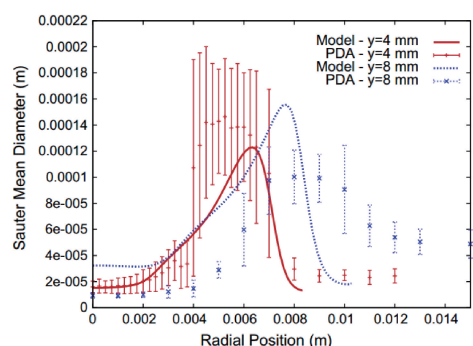 0.00022
0.0002
0.00018
0.00016
0.00014
0.00012
0.0001
8e-005
6e-005
4e-005
2e-005
0
Sauter Mean Diameter (m)
Model - y=4 mm
PDA - y=4 mm
Model - y=8 mm
PDA - y=8 mm
0 0.002 0.004 0.006 0.008 0.01 0.012 0.014
Radial Position (m)